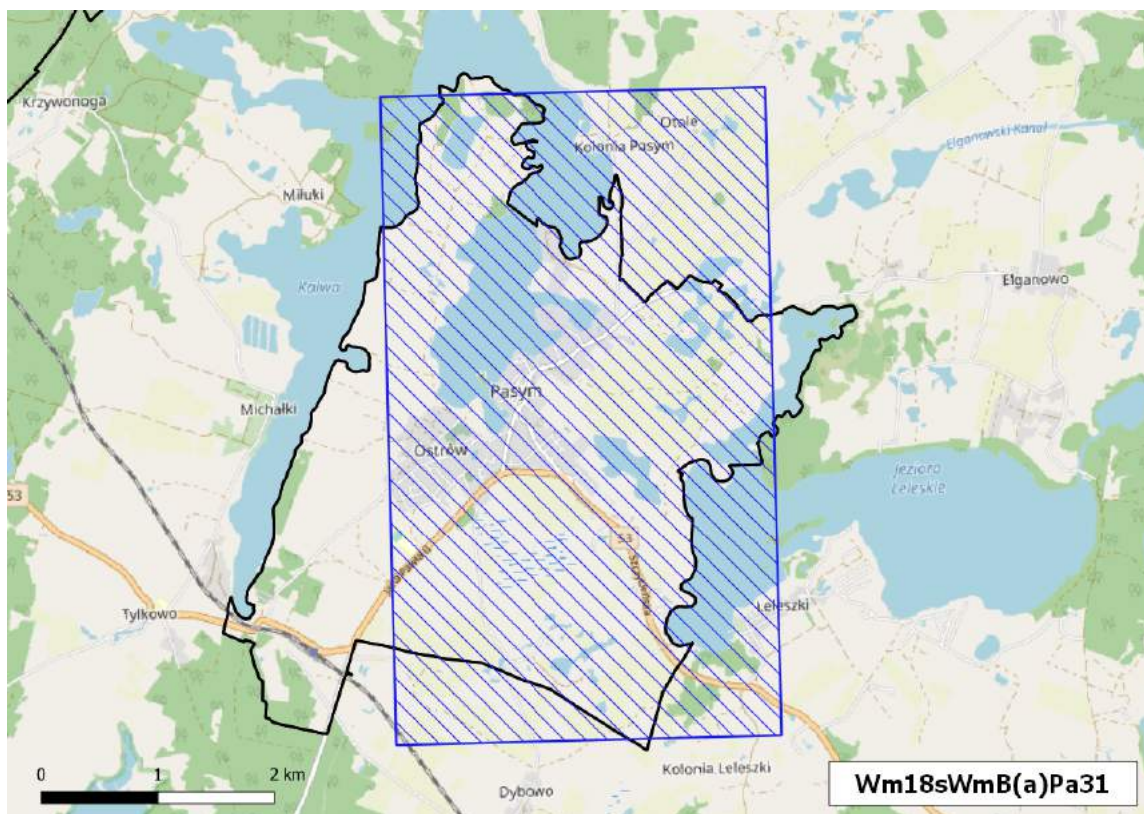 Krzywonoga
Otole
Kolonia Pasym
Elganowski Kanał
Miłuki
Kalwa
Elganowo
Pasym
Michałki
Ostrów
Jezioro
Leleskie
53
53
Leleszki
Tylkowo
0 1 2 km
Kolonia Leleszki
Dybowo
Wm18sWmB(a)Pa31